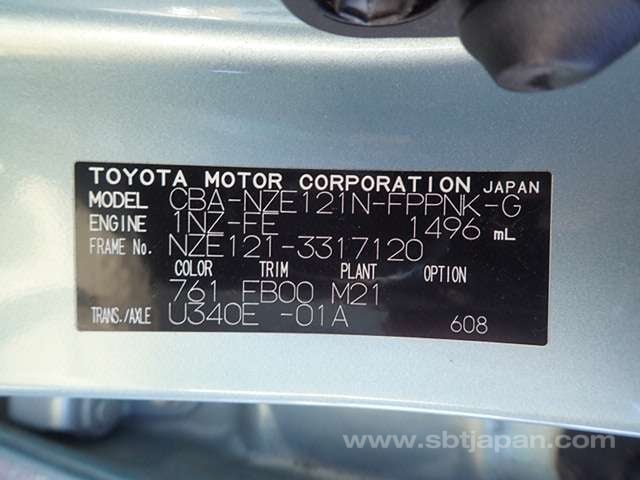 TOYOTA MOTOR CORPORATION JAPAN
MODEL CBA-NZE121N-FPPNK-G
ENGINE 1NZ-FE 1496 mL
FRAME No. NZE121-3317120
COLOR TRIM PLANT OPTION
761 FB00 M21
TRANS./AXLE U340E -01A 608
www.sbtjapan.com